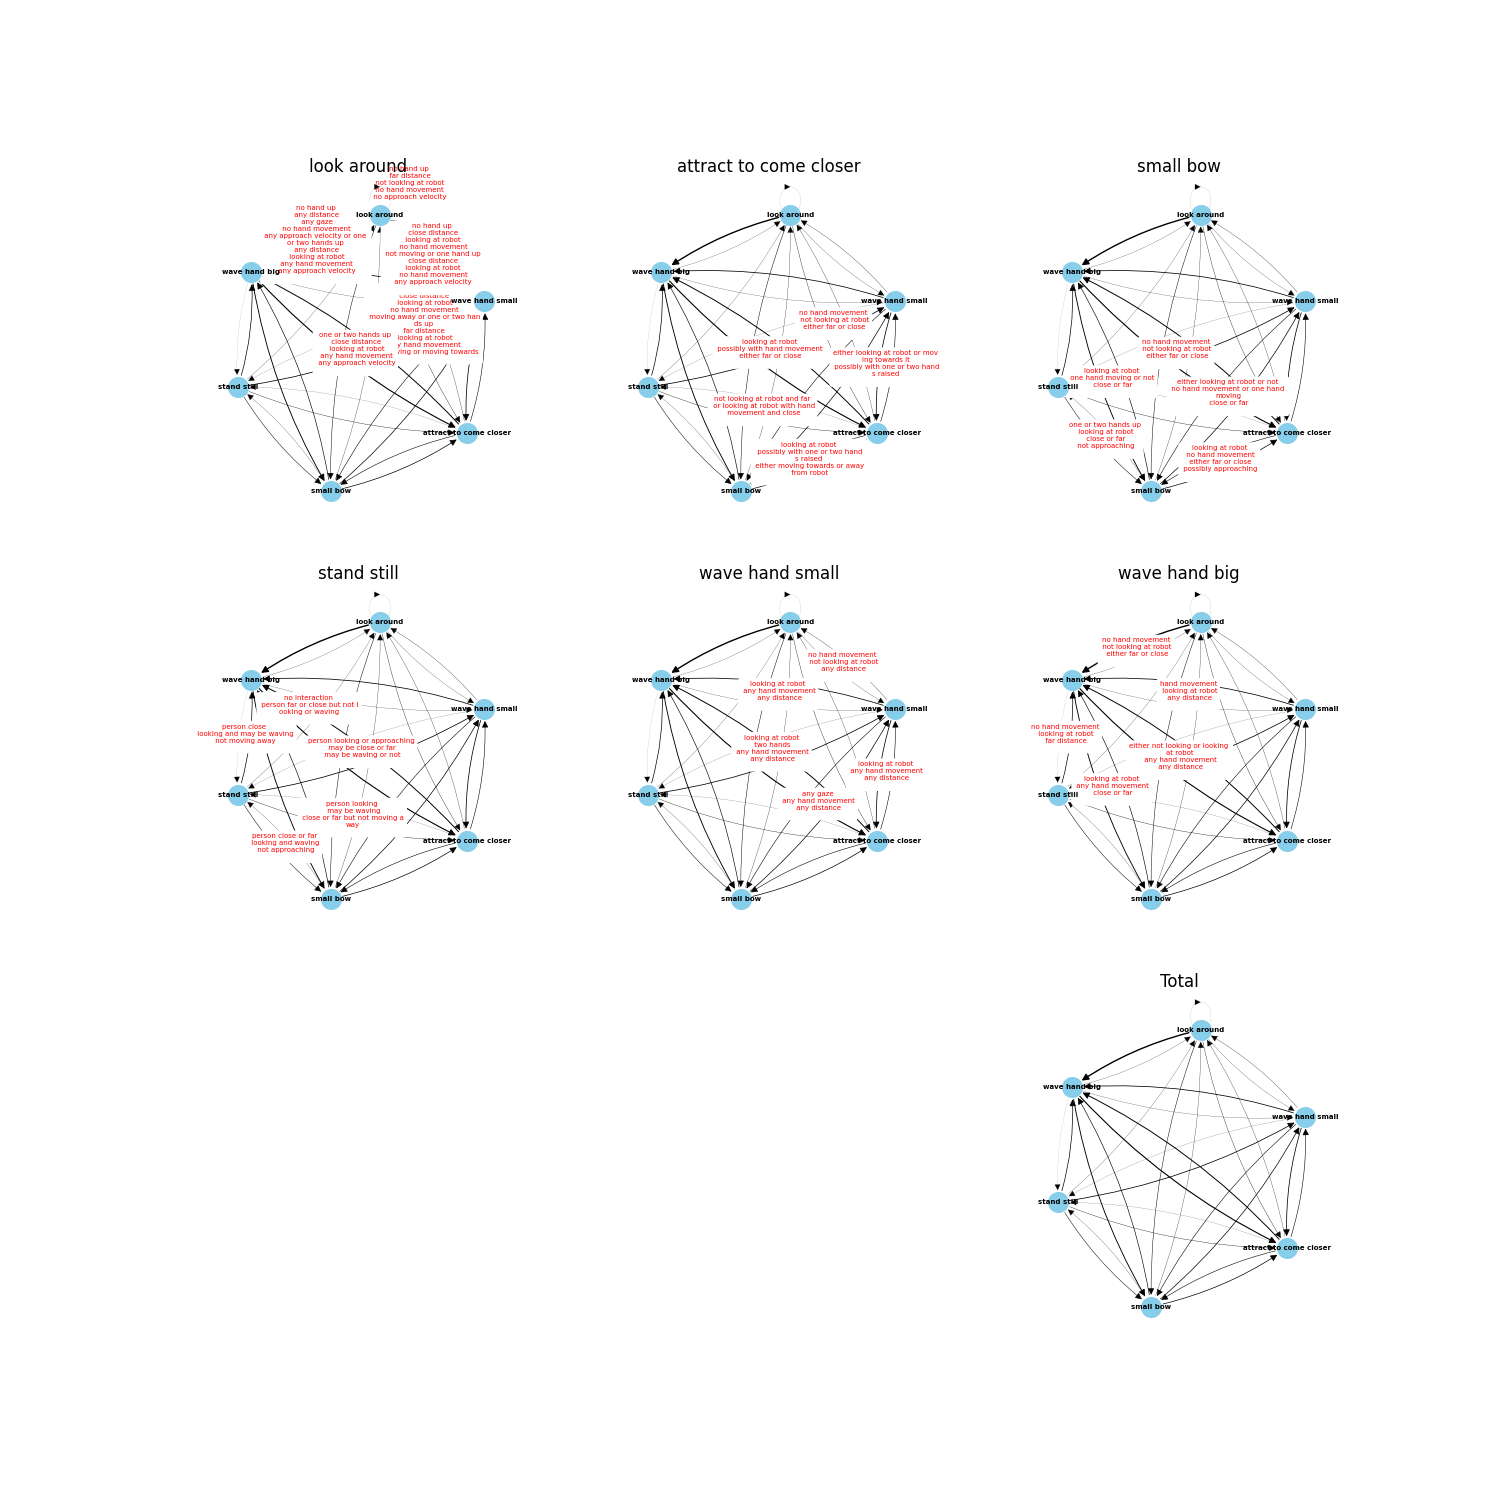 look around
hand up
far distance
not looking at robot
no hand movement
no approach velocity
look around
no hand up
any distance
any gaze
no hand movement
any approach velocity or one
or two hands up
any distance
looking at robot
any hand movement
any approach velocity
no hand up
close distance
looking at robot
no hand movement
not moving or one hand up
close distance
looking at robot
no hand movement
any approach velocity
wave hand big
wave hand small
close distance
looking at robot
no hand movement
moving away or one or two han
ds up
far distance
looking at robot
hand movement
or moving towards
one or two hands up
close distance
looking at robot
any hand movement
any approach velocity
stand still
attract to come closer
small bow
attract to come closer
look around
wave hand big
wave hand small
no hand movement
not looking at robot
either far or close
looking at robot
possibly with hand movement
either far or close
either looking at robot or mov
ing towards it
possibly with one or two hand
s raised
stand still
not looking at robot and far
or looking at robot with hand
movement and close
attract to come closer
looking at robot
possibly with one or two hand
s raised
either moving towards or away
from robot
small bow
small bow
look around
wave hand big
wave hand small
no hand movement
not looking at robot
either far or close
looking at robot
one hand moving or not
close or far
either looking at robot or not
no hand movement or one hand
moving
close or far
stand still
one or two hands up
looking at robot
close or far
not approaching
attract to come closer
looking at robot
no hand movement
either far or close
possibly approaching
small bow
stand still
look around
wave hand big
no interaction
person far or close but not l
ooking or waving
wave hand small
person close
looking and may be waving
not moving away
person looking or approaching
may be close or far
may be waving or not
stand still
person looking
may be waving
close or far but not moving a
way
person close or far
looking and waving
not approaching
attract to come closer
small bow
wave hand small
look around
no hand movement
not looking at robot
any distance
wave hand big
looking at robot
any hand movement
any distance
wave hand small
looking at robot
two hands
any hand movement
any distance
looking at robot
any hand movement
any distance
stand still
any gaze
any hand movement
any distance
attract to come closer
small bow
wave hand big
look around
no hand movement
not looking at robot
either far or close
wave hand big
hand movement
looking at robot
any distance
wave hand small
no hand movement
looking at robot
far distance
either not looking or looking
at robot
any hand movement
any distance
looking at robot
any hand movement
close or far
stand still
attract to come closer
small bow
Total
look around
wave hand big
wave hand small
stand still
attract to come closer
small bow